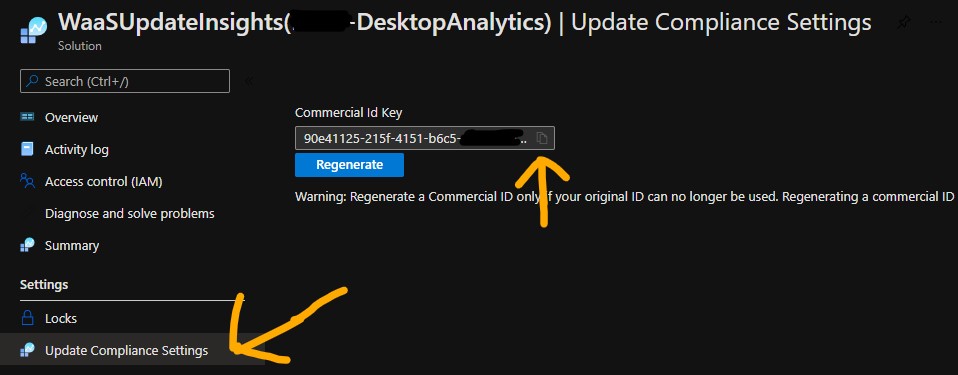 WaaSUpdateInsights( -DesktopAnalytics) | Update Compliance Settings
Solution
Search (Ctrl+/)
Overview
Activity log
Access control (IAM)
Diagnose and solve problems
Summary
Settings
Locks
Update Compliance Settings
Commercial Id Key
90e41125-215f-4151-b6c5- ..
Regenerate
Warning: Regenerate a Commercial ID only if your original ID can no longer be used. Regenerating a commercial ID